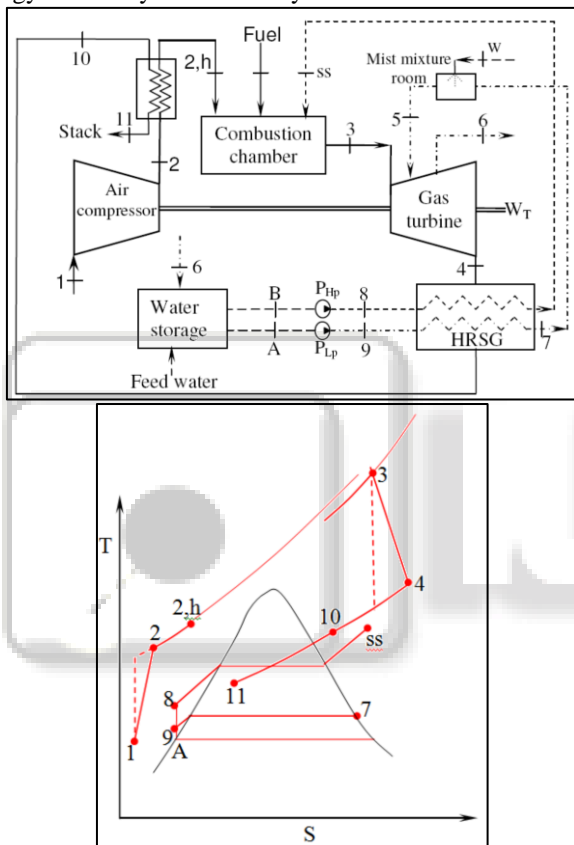 10
2,h
Fuel
ss
Mist mixture
room
w
11
Stack
2
Combustion
chamber
3
5
6
Air
compressor
Gas
turbine
W_T
1
4
6
Water
storage
B
P_Hp
8
A
P_Lp
9
HRSG
7
Feed water
T
3
2,h
4
10
ss
2
11
8
7
9
A
1
S